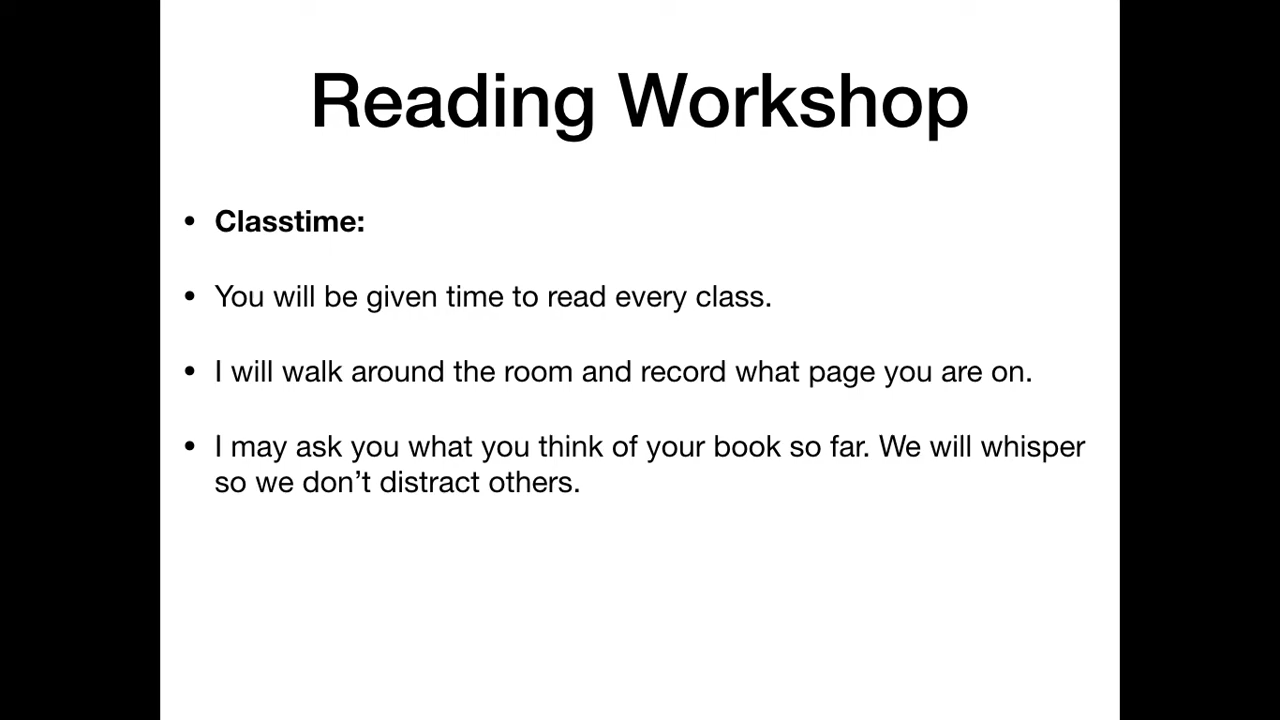 Reading Workshop
• Classtime:
• You will be given time to read every class.
• I will walk around the room and record what page you are on.
• I may ask you what you think of your book so far. We will whisper
so we don’t distract others.